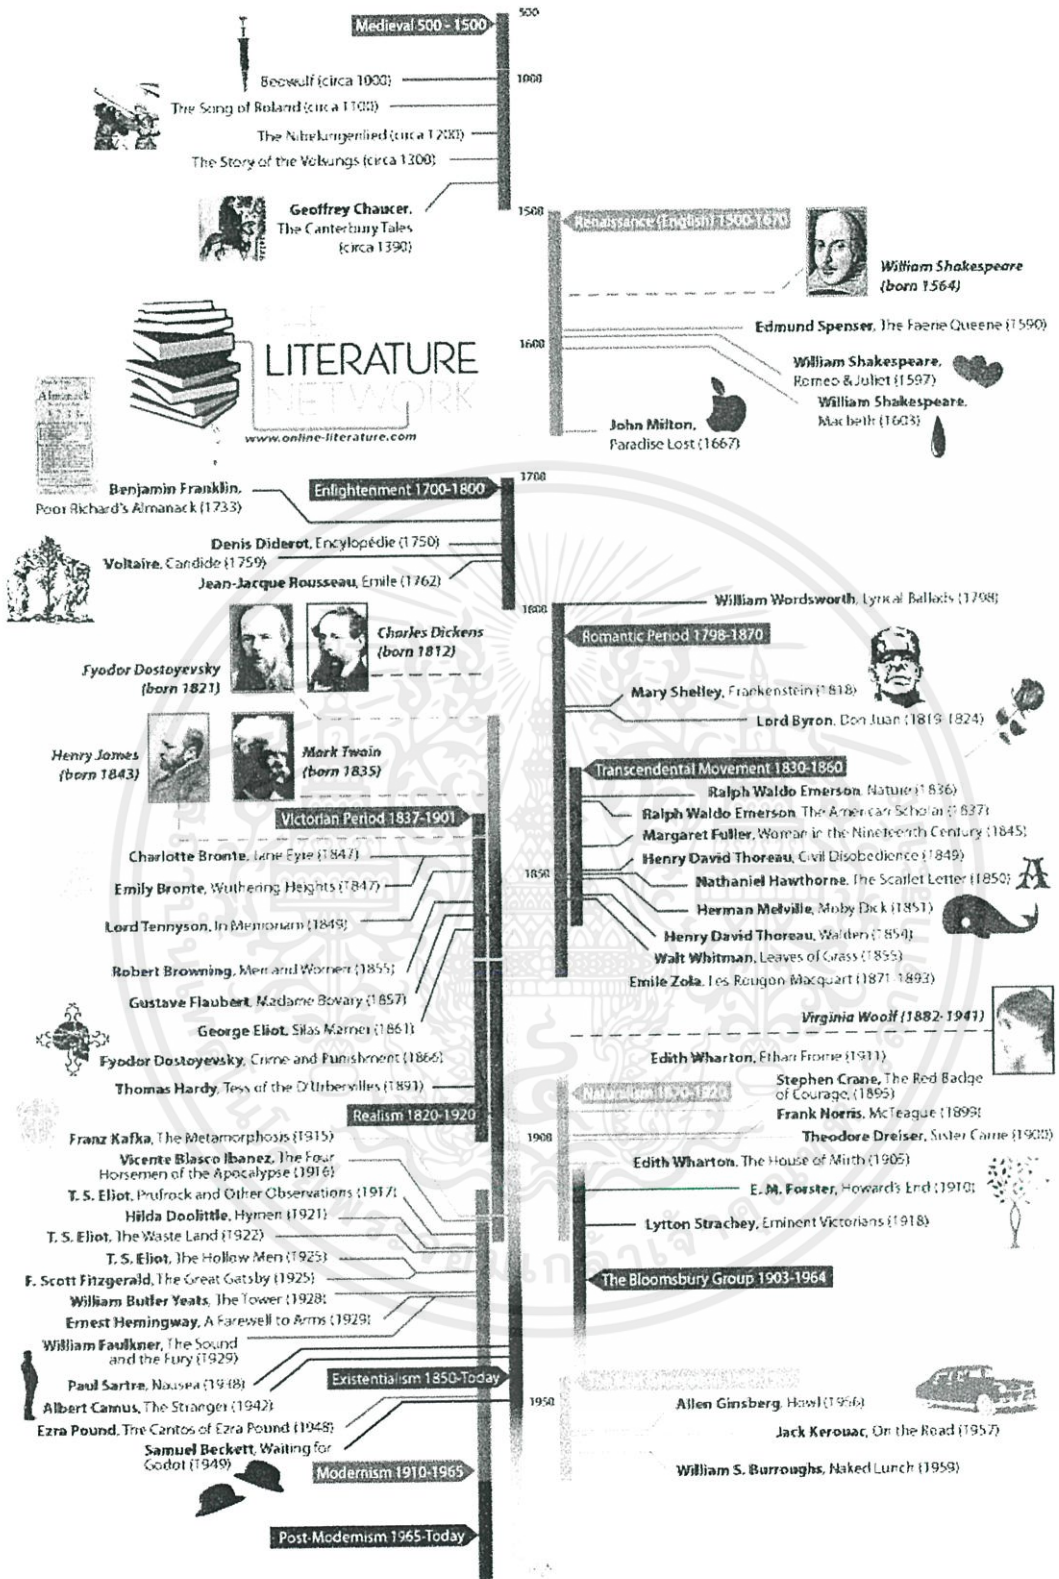 500
Medieval 500 - 1500
Beowulf (circa 1000)
1000
The Song of Roland (circa 1100)
The Nibelungenlied (circa 1200)
The Story of the Volsungs (circa 1300)
Geoffrey Chaucer,
The Canterbury Tales
(circa 1390)
1500
Renaissance (English) 1500-1670
William Shakespeare
(born 1564)
Edmund Spenser, The Faerie Queene (1590)
1600
William Shakespeare,
Romeo & Juliet (1597)
William Shakespeare,
Macbeth (1603)
John Milton,
Paradise Lost (1667)
THE
LITERATURE
NETWORK
www.online-literature.com
Almanack
1700
Enlightenment 1700-1800
Benjamin Franklin,
Poor Richard's Almanack (1733)
Denis Diderot, Encylopédie (1750)
Voltaire, Candide (1759)
Jean-Jacque Rousseau, Emile (1762)
1800
William Wordsworth, Lyrical Ballads (1798)
Romantic Period 1798-1870
Charles Dickens
(born 1812)
Fyodor Dostoyevsky
(born 1821)
Mary Shelley, Frankenstein (1818)
Lord Byron, Don Juan (1819-1824)
Henry James
(born 1843)
Mark Twain
(born 1835)
Transcendental Movement 1830-1860
Ralph Waldo Emerson, Nature (1836)
Ralph Waldo Emerson, The American Scholar (1837)
Margaret Fuller, Woman in the Nineteenth Century (1845)
Henry David Thoreau, Civil Disobedience (1849)
Nathaniel Hawthorne, The Scarlet Letter (1850)
A
Herman Melville, Moby Dick (1851)
Henry David Thoreau, Walden (1854)
Walt Whitman, Leaves of Grass (1855)
Emile Zola, Les Rougon Macquart (1871-1893)
Victorian Period 1837-1901
Charlotte Bronte, Jane Eyre (1847)
1850
Emily Bronte, Wuthering Heights (1847)
Lord Tennyson, In Memoriam (1849)
Robert Browning, Men and Women (1855)
Gustave Flaubert, Madame Bovary (1857)
George Eliot, Silas Marner (1861)
Fyodor Dostoyevsky, Crime and Punishment (1866)
Thomas Hardy, Tess of the D'Urbervilles (1891)
Realism 1820-1920
Virginia Woolf (1882-1941)
Edith Wharton, Ethan Frome (1911)
Naturalism 1870-1920
Stephen Crane, The Red Badge
of Courage, (1895)
Frank Norris, McTeague (1899)
Theodore Dreiser, Sister Carrie (1900)
1900
Edith Wharton, The House of Mirth (1905)
E. M. Forster, Howard's End (1910)
Lytton Strachey, Eminent Victorians (1918)
The Bloomsbury Group 1903-1964
Franz Kafka, The Metamorphosis (1915)
Vicente Blasco Ibanez, The Four
Horsemen of the Apocalypse (1916)
T. S. Eliot, Prufrock and Other Observations (1917)
Hilda Doolittle, Hymen (1921)
T. S. Eliot, The Waste Land (1922)
T. S. Eliot, The Hollow Men (1925)
F. Scott Fitzgerald, The Great Gatsby (1925)
William Butler Yeats, The Tower (1928)
Ernest Hemingway, A Farewell to Arms (1929)
William Faulkner, The Sound
and the Fury (1929)
Existentialism 1850-Today
Paul Sartre, Nausea (1938)
Albert Camus, The Stranger (1942)
1950
Ezra Pound, The Cantos of Ezra Pound (1948)
Samuel Beckett, Waiting for
Godot (1949)
Allen Ginsberg, Howl (1956)
Jack Kerouac, On the Road (1957)
William S. Burroughs, Naked Lunch (1959)
Modernism 1910-1965
Post-Modernism 1965-Today